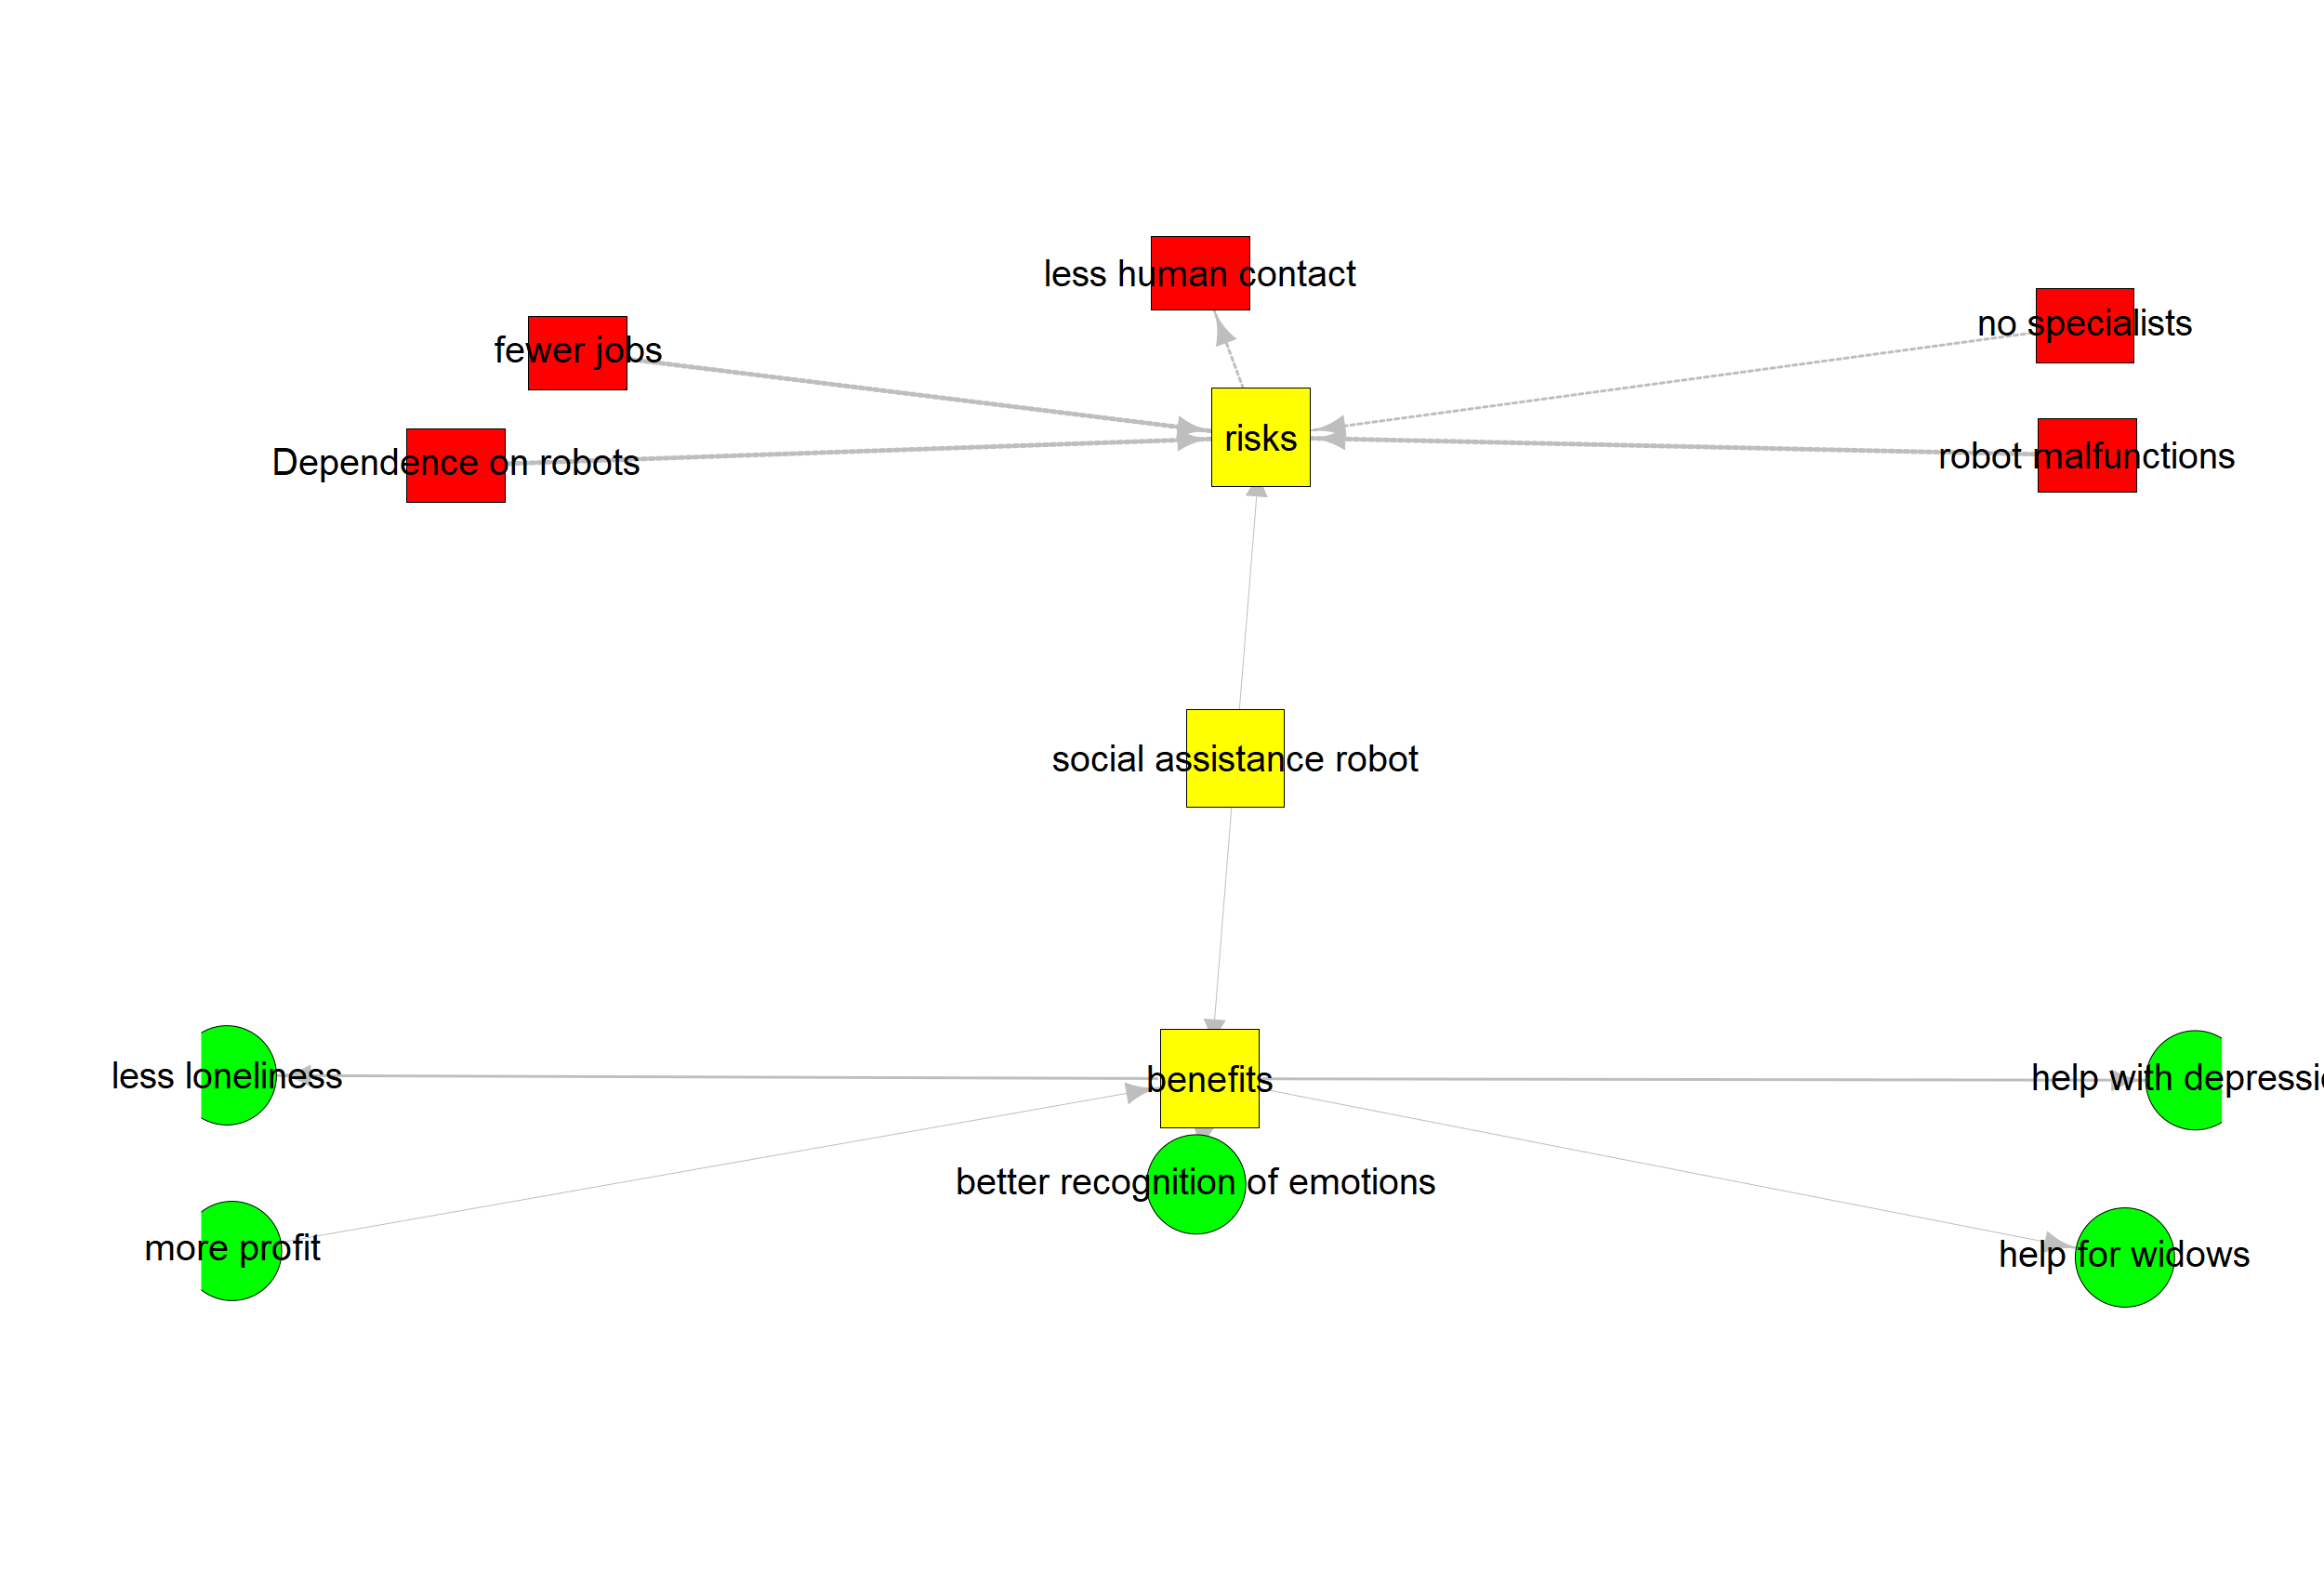 less human contact
no specialists
fewer jobs
risks
robot malfunctions
Dependence on robots
social assistance robot
less loneliness
benefits
help with depressi
better recognition of emotions
more profit
help for widows